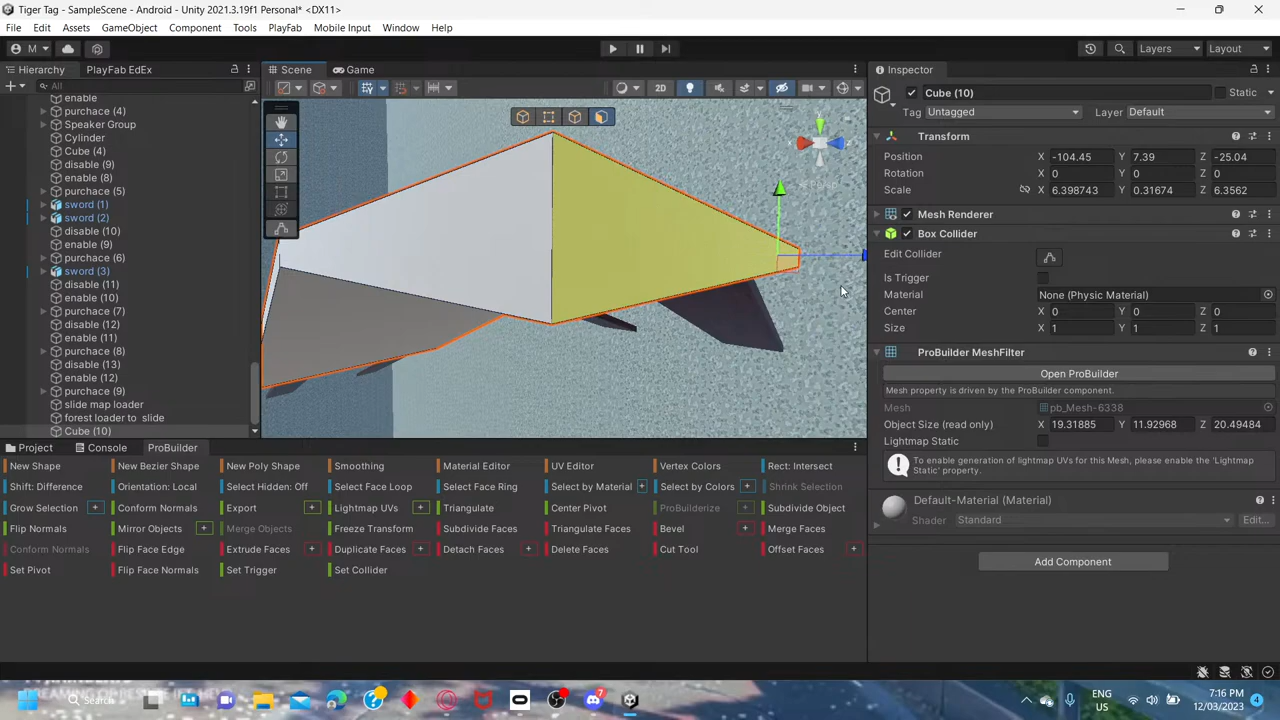 Tiger Tag - SampleScene - Android - Unity 2021.3.19f1 Personal* <DX11>
File Edit Assets GameObject Component Tools PlayFab Mobile Input Window Help
M Layers Layout
Hierarchy PlayFab EdEx
All
enable
purchace (4)
Speaker Group
Cylinder
Cube (4)
disable (9)
enable (8)
purchace (5)
sword (1)
sword (2)
disable (10)
enable (9)
purchace (6)
sword (3)
disable (11)
enable (10)
purchace (7)
disable (12)
enable (11)
purchace (8)
disable (13)
enable (12)
purchace (9)
slide map loader
forest loader to slide
Cube (10)
Scene Game
2D
Persp
Inspector
Cube (10) Static
Tag Untagged Layer Default
Transform
Position X -104.45 Y 7.39 Z -25.04
Rotation X 0 Y 0 Z 0
Scale X 6.398743 Y 0.31674 Z 6.3562
Mesh Renderer
Box Collider
Edit Collider
Is Trigger
Material None (Physic Material)
Center X 0 Y 0 Z 0
Size X 1 Y 1 Z 1
ProBuilder MeshFilter
Open ProBuilder
Mesh property is driven by the ProBuilder component.
Mesh pb_Mesh-6338
Object Size (read only) X 19.31885 Y 11.92968 Z 20.49484
Lightmap Static
To enable generation of lightmap UVs for this Mesh, please enable the 'Lightmap
Static' property.
Default-Material (Material)
Shader Standard Edit...
Add Component
Project Console ProBuilder
New Shape New Bezier Shape New Poly Shape Smoothing Material Editor UV Editor Vertex Colors Rect: Intersect
Shift: Difference Orientation: Local Select Hidden: Off Select Face Loop Select Face Ring Select by Material + Select by Colors + Shrink Selection
Grow Selection + Conform Normals Export + Lightmap UVs + Triangulate Center Pivot ProBuilderize + Subdivide Object
Flip Normals Mirror Objects + Merge Objects Freeze Transform Subdivide Faces Triangulate Faces Bevel + Merge Faces
Conform Normals Flip Face Edge Extrude Faces + Duplicate Faces + Detach Faces + Delete Faces Cut Tool Offset Faces +
Set Pivot Flip Face Normals Set Trigger Set Collider
Search
7
ENG
US
7:16 PM
12/03/2023
4